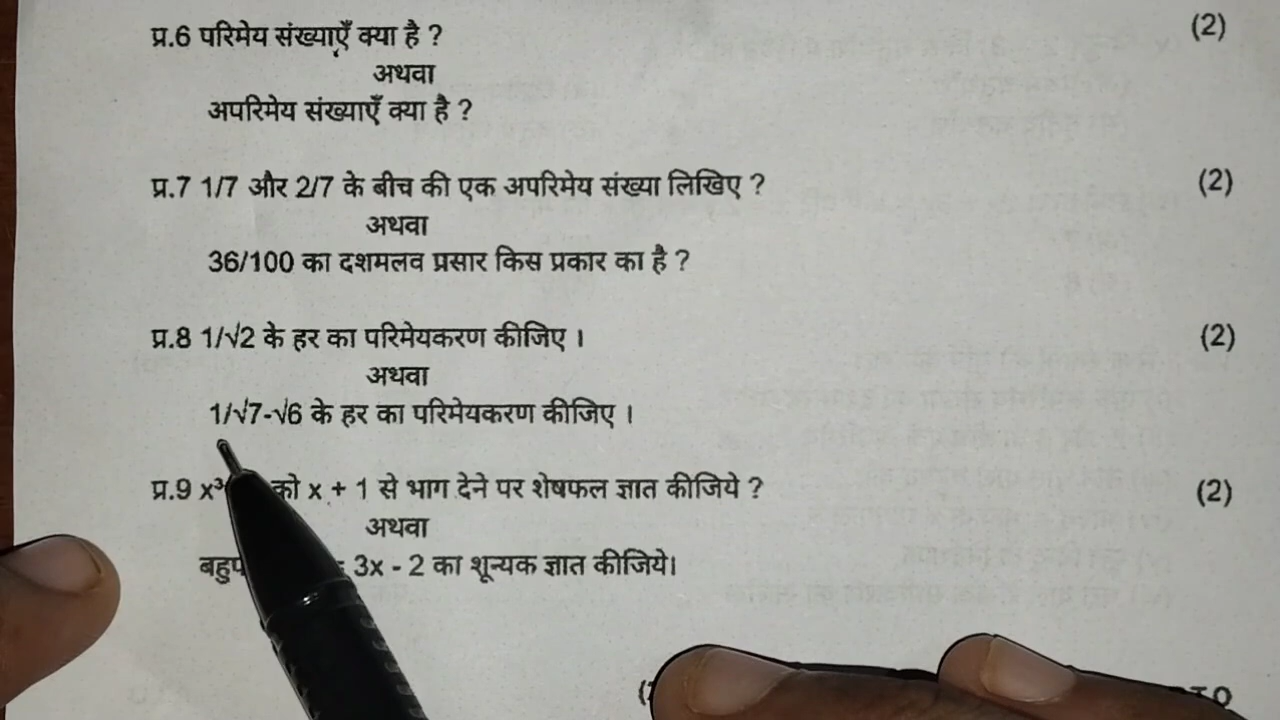 प्र.6 परिमेय संख्याएँ क्या है ? (2)
अथवा
अपरिमेय संख्याएँ क्या है ?
प्र.7 1/7 और 2/7 के बीच की एक अपरिमेय संख्या लिखिए ? (2)
अथवा
36/100 का दशमलव प्रसार किस प्रकार का है ?
प्र.8 1/√2 के हर का परिमेयकरण कीजिए । (2)
अथवा
1/√7-√6 के हर का परिमेयकरण कीजिए ।
प्र.9 x³ को x + 1 से भाग देने पर शेषफल ज्ञात कीजिये ? (2)
अथवा
= 3x - 2 का शून्यक ज्ञात कीजिये।